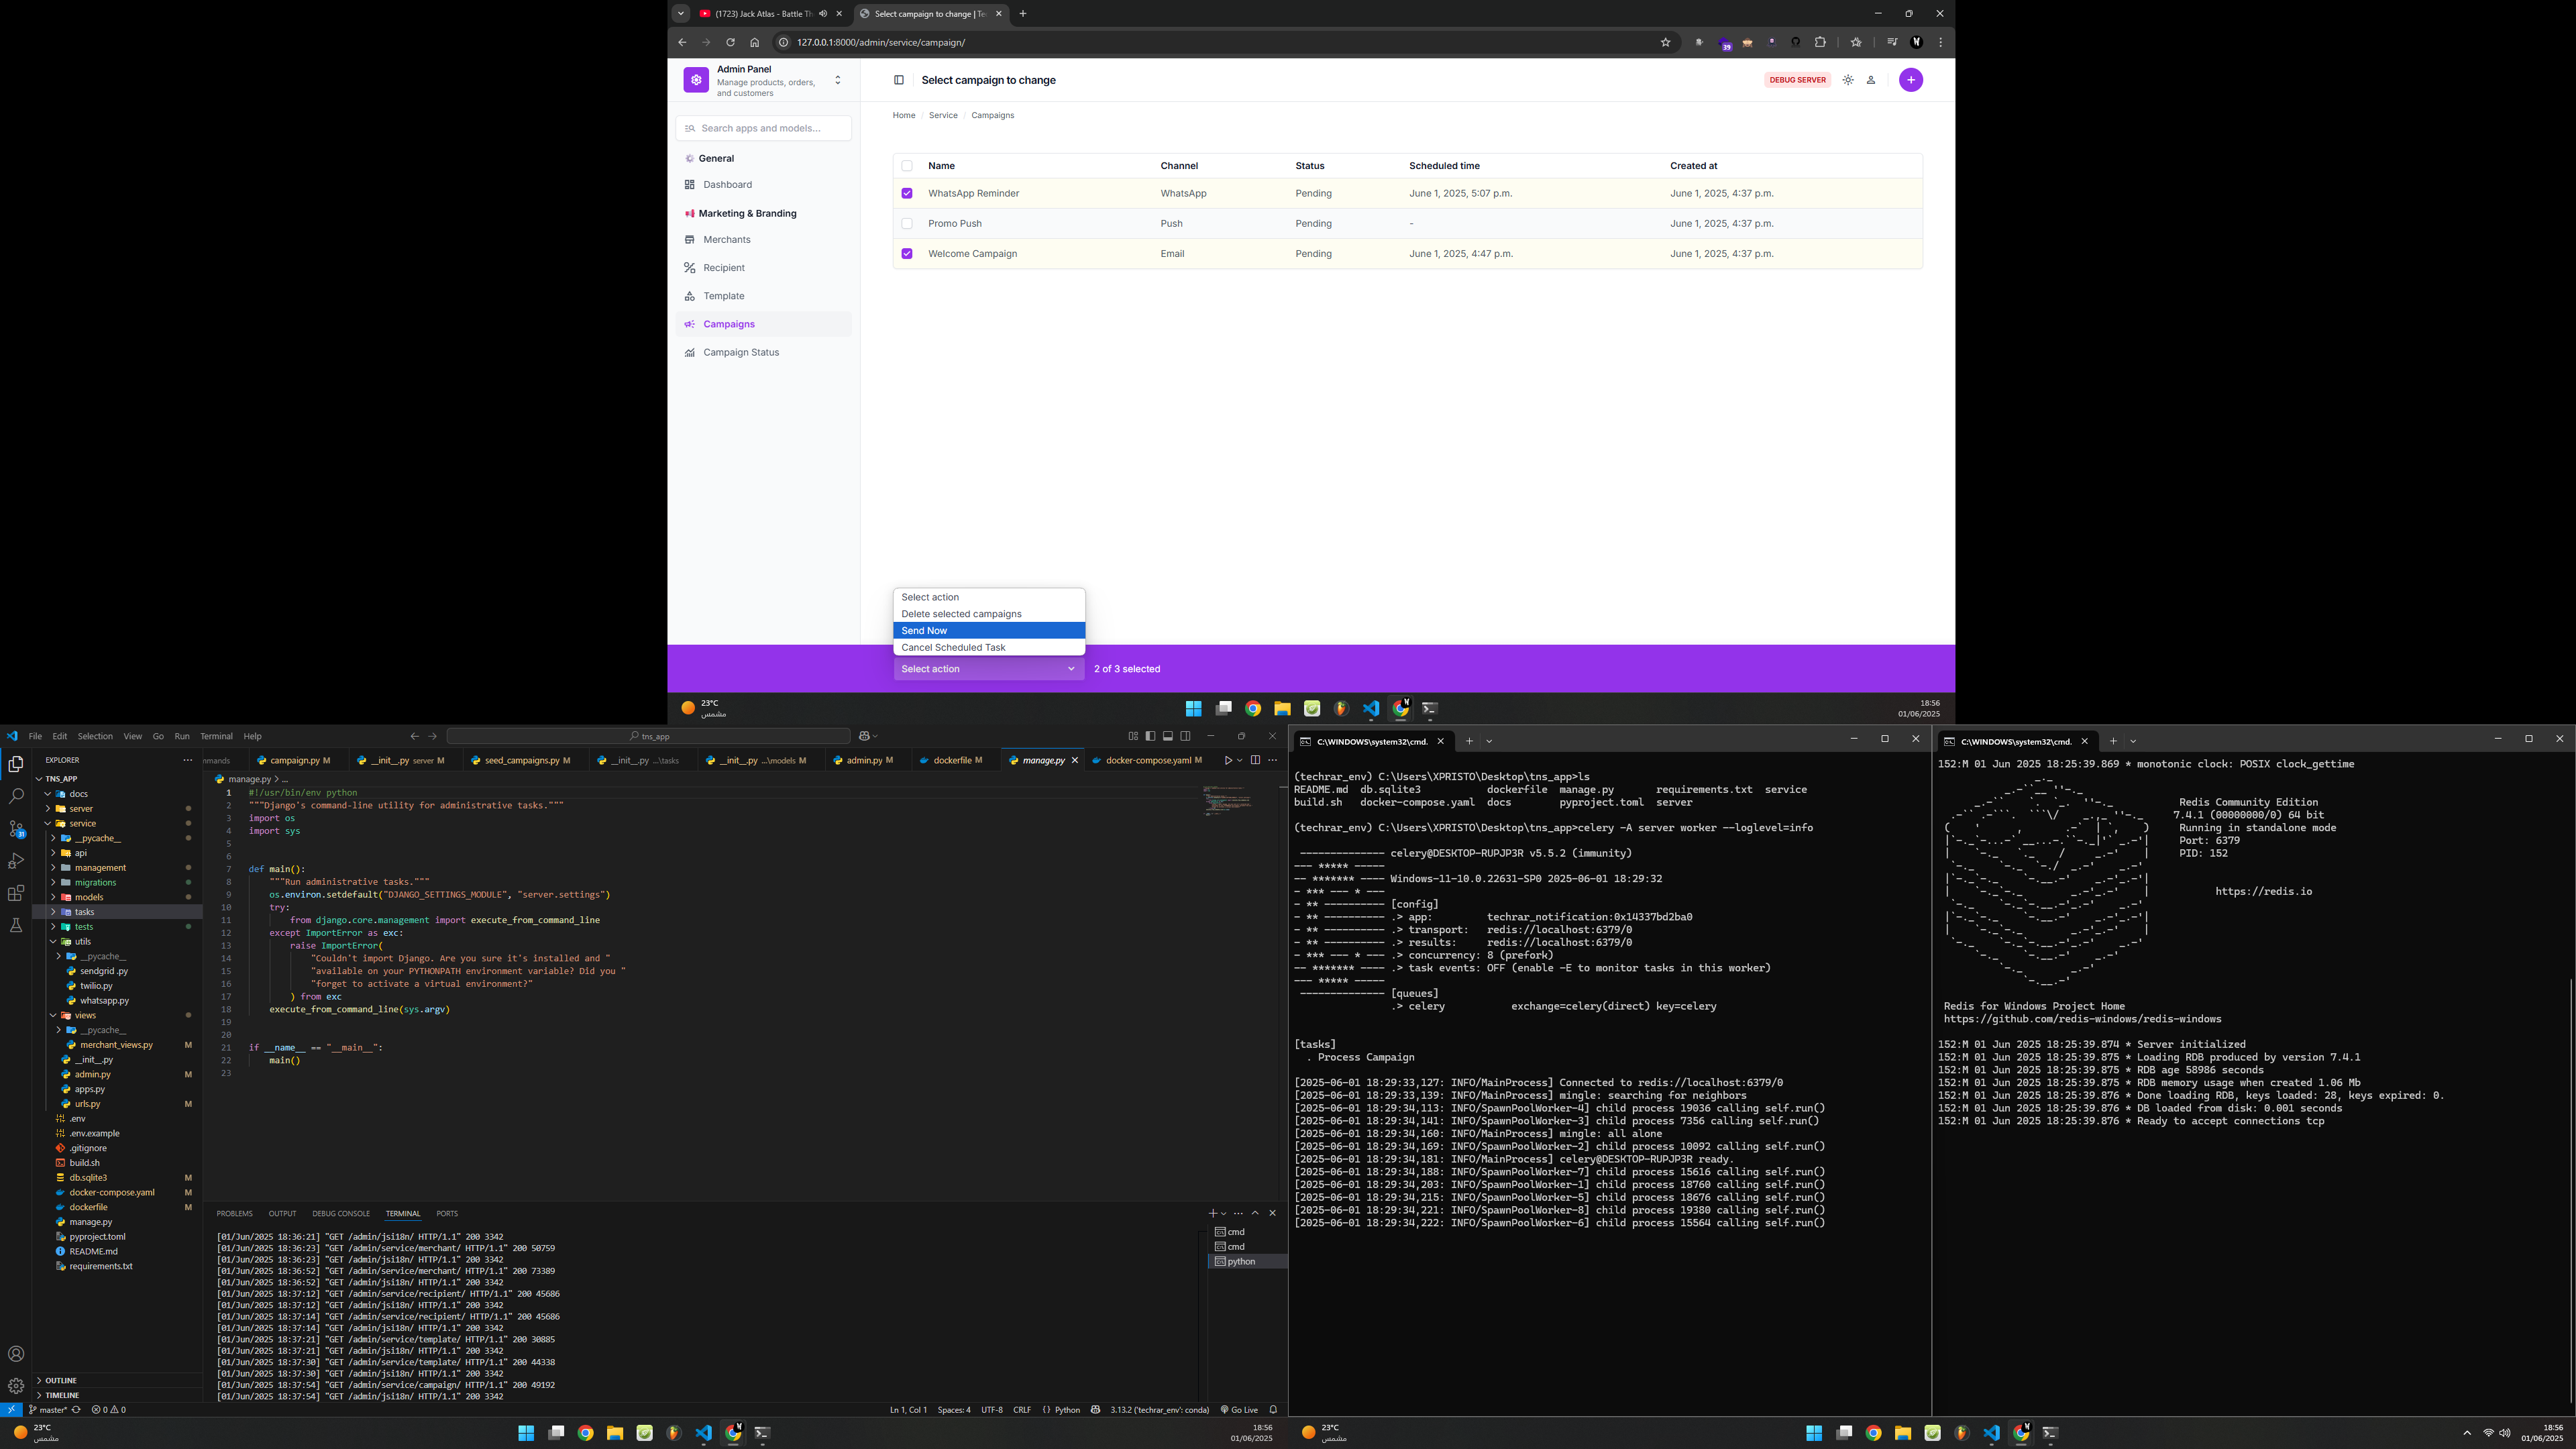 (1723) Jack Atlas - Battle Th
Select campaign to change | Te
127.0.0.1:8000/admin/service/campaign/
39
Admin Panel
Manage products, orders,
and customers
Select campaign to change
DEBUG SERVER
Search apps and models...
General
Dashboard
Marketing & Branding
Merchants
Recipient
Template
Campaigns
Campaign Status
Home / Service / Campaigns
Name Channel Status Scheduled time Created at
WhatsApp Reminder WhatsApp Pending June 1, 2025, 5:07 p.m. June 1, 2025, 4:37 p.m.
Promo Push Push Pending - June 1, 2025, 4:37 p.m.
Welcome Campaign Email Pending June 1, 2025, 4:47 p.m. June 1, 2025, 4:37 p.m.
Select action
Delete selected campaigns
Send Now
Cancel Scheduled Task
Select action 2 of 3 selected
23°C
مشمس
18:56
01/06/2025
File Edit Selection View Go Run Terminal Help
tns_app
EXPLORER
TNS_APP
docs
server
service
__pycache__
api
management
migrations
models
tasks
tests
utils
__pycache__
sendgrid .py
twilio.py
whatsapp.py
views
__pycache__
merchant_views.py M
__init__.py
admin.py M
apps.py
urls.py M
.env
.env.example
.gitignore
build.sh
db.sqlite3 M
docker-compose.yaml M
dockerfile M
manage.py
pyproject.toml
README.md
requirements.txt
OUTLINE
TIMELINE
31
mmands campaign.py M __init__.py server M seed_campaigns.py M __init__.py ...\tasks __init__.py ...\models M admin.py M dockerfile M manage.py docker-compose.yaml M
manage.py > ...
1 #!/usr/bin/env python
2 """Django's command-line utility for administrative tasks."""
3 import os
4 import sys
5
6
7 def main():
8 """Run administrative tasks."""
9 os.environ.setdefault("DJANGO_SETTINGS_MODULE", "server.settings")
10 try:
11 from django.core.management import execute_from_command_line
12 except ImportError as exc:
13 raise ImportError(
14 "Couldn't import Django. Are you sure it's installed and "
15 "available on your PYTHONPATH environment variable? Did you "
16 "forget to activate a virtual environment?"
17 ) from exc
18 execute_from_command_line(sys.argv)
19
20
21 if __name__ == "__main__":
22 main()
23
PROBLEMS OUTPUT DEBUG CONSOLE TERMINAL PORTS
[01/Jun/2025 18:36:21] "GET /admin/jsi18n/ HTTP/1.1" 200 3342
[01/Jun/2025 18:36:23] "GET /admin/service/merchant/ HTTP/1.1" 200 50759
[01/Jun/2025 18:36:23] "GET /admin/jsi18n/ HTTP/1.1" 200 3342
[01/Jun/2025 18:36:52] "GET /admin/service/merchant/ HTTP/1.1" 200 73389
[01/Jun/2025 18:36:52] "GET /admin/jsi18n/ HTTP/1.1" 200 3342
[01/Jun/2025 18:37:12] "GET /admin/service/recipient/ HTTP/1.1" 200 45686
[01/Jun/2025 18:37:12] "GET /admin/jsi18n/ HTTP/1.1" 200 3342
[01/Jun/2025 18:37:14] "GET /admin/service/recipient/ HTTP/1.1" 200 45686
[01/Jun/2025 18:37:14] "GET /admin/jsi18n/ HTTP/1.1" 200 3342
[01/Jun/2025 18:37:21] "GET /admin/service/template/ HTTP/1.1" 200 30885
[01/Jun/2025 18:37:21] "GET /admin/jsi18n/ HTTP/1.1" 200 3342
[01/Jun/2025 18:37:30] "GET /admin/service/template/ HTTP/1.1" 200 44338
[01/Jun/2025 18:37:30] "GET /admin/jsi18n/ HTTP/1.1" 200 3342
[01/Jun/2025 18:37:54] "GET /admin/service/campaign/ HTTP/1.1" 200 49192
[01/Jun/2025 18:37:54] "GET /admin/jsi18n/ HTTP/1.1" 200 3342
cmd
cmd
python
master* 0 0 Ln 1, Col 1 Spaces: 4 UTF-8 CRLF Python 3.13.2 ('techrar_env': conda) Go Live
23°C
مشمس
18:56
01/06/2025
C:\WINDOWS\system32\cmd.
(techrar_env) C:\Users\XPRISTO\Desktop\tns_app>ls
README.md db.sqlite3 dockerfile manage.py requirements.txt service
build.sh docker-compose.yaml docs pyproject.toml server
(techrar_env) C:\Users\XPRISTO\Desktop\tns_app>celery -A server worker --loglevel=info
-------------- celery@DESKTOP-RUPJP3R v5.5.2 (immunity)
--- ***** -----
-- ******* ---- Windows-11-10.0.22631-SP0 2025-06-01 18:29:32
- *** --- * ---
- ** ---------- [config]
- ** ---------- .> app: techrar_notification:0x14337bd2ba0
- ** ---------- .> transport: redis://localhost:6379/0
- ** ---------- .> results: redis://localhost:6379/0
- *** --- * --- .> concurrency: 8 (prefork)
-- ******* ---- .> task events: OFF (enable -E to monitor tasks in this worker)
--- ***** -----
-------------- [queues]
.> celery exchange=celery(direct) key=celery
[tasks]
. Process Campaign
[2025-06-01 18:29:33,127: INFO/MainProcess] Connected to redis://localhost:6379/0
[2025-06-01 18:29:33,139: INFO/MainProcess] mingle: searching for neighbors
[2025-06-01 18:29:34,113: INFO/SpawnPoolWorker-4] child process 19036 calling self.run()
[2025-06-01 18:29:34,141: INFO/SpawnPoolWorker-3] child process 7356 calling self.run()
[2025-06-01 18:29:34,160: INFO/MainProcess] mingle: all alone
[2025-06-01 18:29:34,169: INFO/SpawnPoolWorker-2] child process 10092 calling self.run()
[2025-06-01 18:29:34,181: INFO/MainProcess] celery@DESKTOP-RUPJP3R ready.
[2025-06-01 18:29:34,188: INFO/SpawnPoolWorker-7] child process 15616 calling self.run()
[2025-06-01 18:29:34,203: INFO/SpawnPoolWorker-1] child process 18760 calling self.run()
[2025-06-01 18:29:34,215: INFO/SpawnPoolWorker-5] child process 18676 calling self.run()
[2025-06-01 18:29:34,221: INFO/SpawnPoolWorker-8] child process 19380 calling self.run()
[2025-06-01 18:29:34,222: INFO/SpawnPoolWorker-6] child process 15564 calling self.run()
C:\WINDOWS\system32\cmd.
152:M 01 Jun 2025 18:25:39.869 * monotonic clock: POSIX clock_gettime
Redis Community Edition
7.4.1 (00000000/0) 64 bit
Running in standalone mode
Port: 6379
PID: 152
https://redis.io
Redis for Windows Project Home
https://github.com/redis-windows/redis-windows
152:M 01 Jun 2025 18:25:39.874 * Server initialized
152:M 01 Jun 2025 18:25:39.875 * Loading RDB produced by version 7.4.1
152:M 01 Jun 2025 18:25:39.875 * RDB age 58986 seconds
152:M 01 Jun 2025 18:25:39.875 * RDB memory usage when created 1.06 Mb
152:M 01 Jun 2025 18:25:39.876 * Done loading RDB, keys loaded: 28, keys expired: 0.
152:M 01 Jun 2025 18:25:39.876 * DB loaded from disk: 0.001 seconds
152:M 01 Jun 2025 18:25:39.876 * Ready to accept connections tcp
23°C
مشمس
18:56
01/06/2025